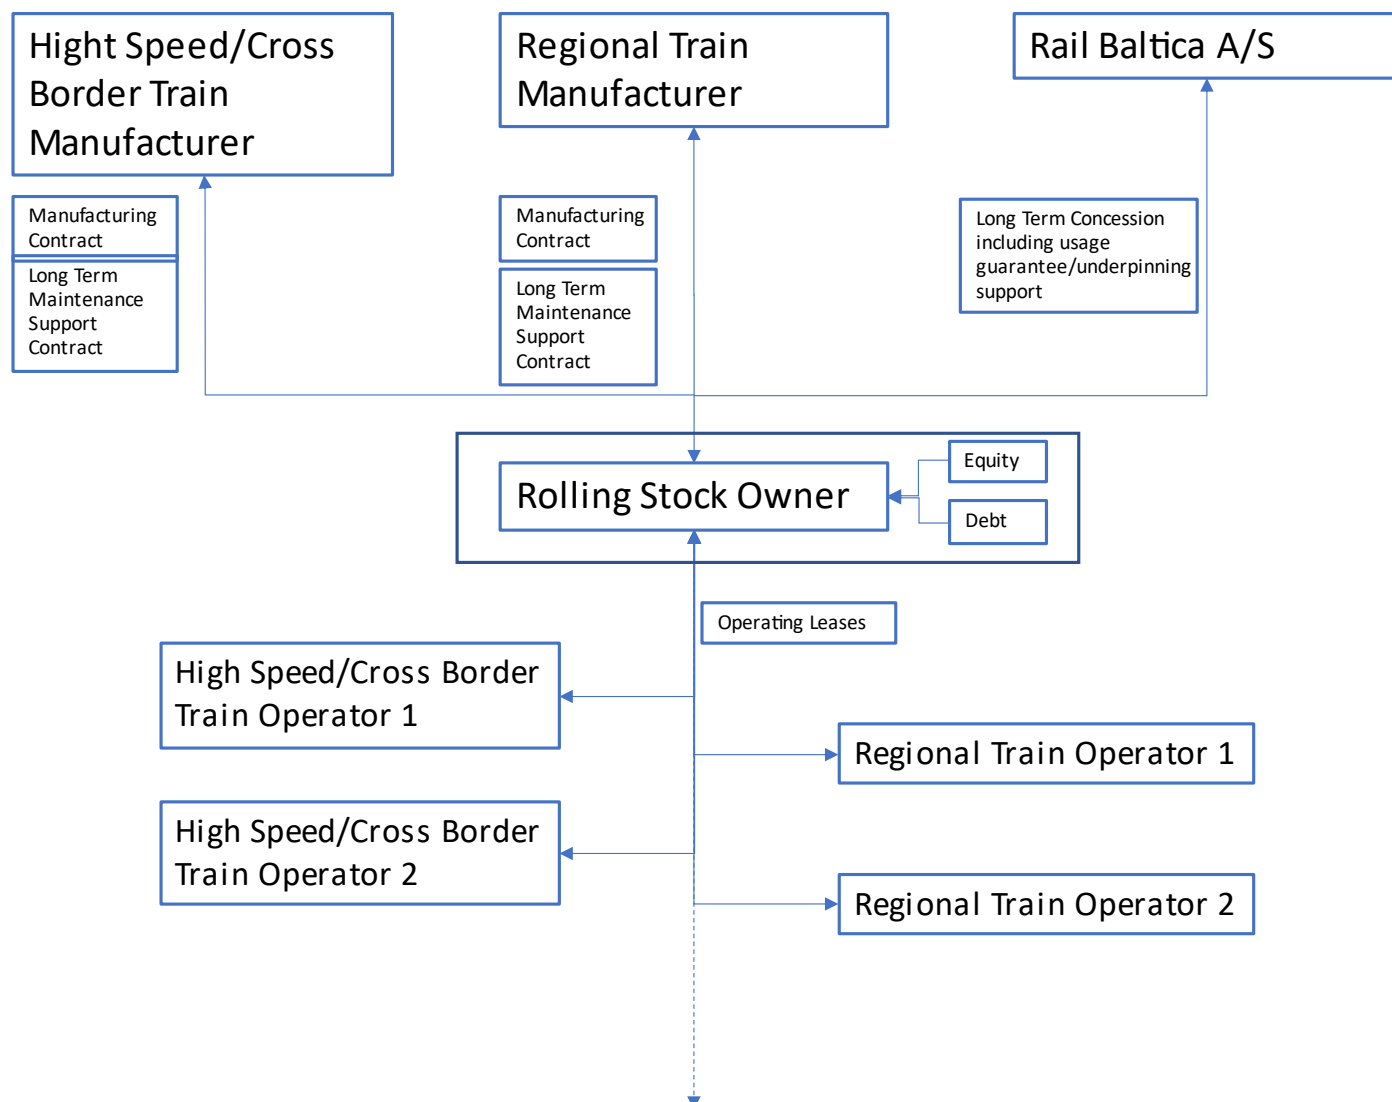 Hight Speed/Cross
Border Train
Manufacturer
Regional Train
Manufacturer
Rail Baltica A/S
Manufacturing
Contract
Long Term
Maintenance
Support
Contract
Manufacturing
Contract
Long Term
Maintenance
Support
Contract
Long Term Concession
including usage
guarantee/underpinning
support
Rolling Stock Owner
Equity
Debt
Operating Leases
High Speed/Cross Border
Train Operator 1
Regional Train Operator 1
High Speed/Cross Border
Train Operator 2
Regional Train Operator 2